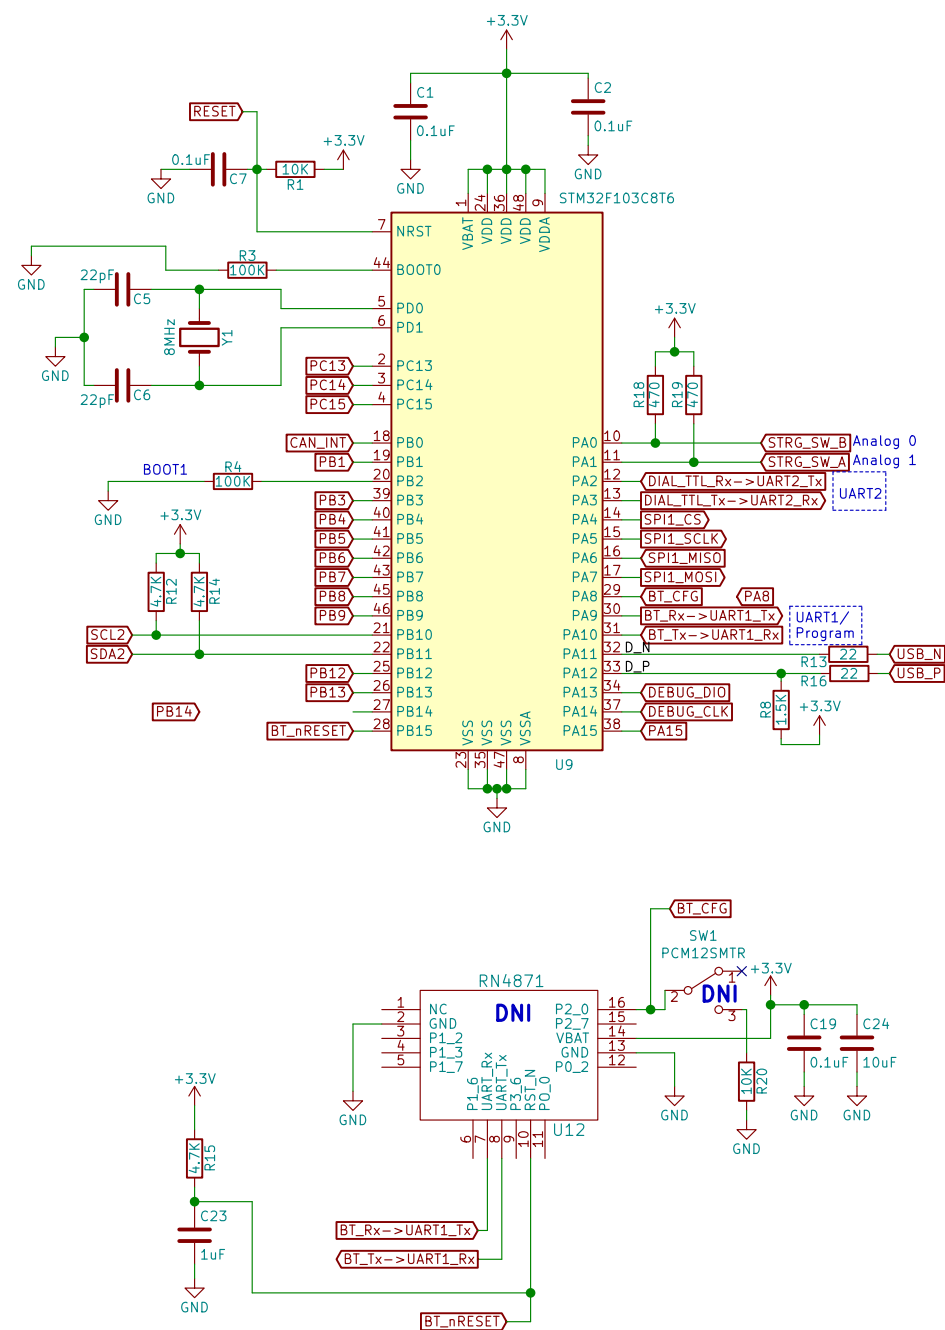 +3.3V
C1
0.1uF
GND
C2
0.1uF
GND
RESET
0.1uF
C7
GND
10K
R1
+3.3V
STM32F103C8T6
1 VBAT
24 VDD
36 VDD
48 VDD
9 VDDA
7 NRST
R3
100K
44 BOOT0
GND
22pF
C5
5 PD0
6 PD1
8MHz
Y1
GND
22pF
C6
PC13 2 PC13
PC14 3 PC14
PC15 4 PC15
CAN_INT 18 PB0
PB1 19 PB1
BOOT1
R4
100K
20 PB2
GND
PB3 39 PB3
PB4 40 PB4
PB5 41 PB5
PB6 42 PB6
PB7 43 PB7
PB8 45 PB8
PB9 46 PB9
+3.3V
4.7K
R12
4.7K
R14
SCL2 21 PB10
SDA2 22 PB11
PB12 25 PB12
PB13 26 PB13
PB14 27 PB14
BT_nRESET 28 PB15
+3.3V
R18
470
R19
470
PA0 10 STRG_SW_B Analog 0
PA1 11 STRG_SW_A Analog 1
PA2 12 DIAL_TTL_Rx->UART2_Tx
PA3 13 DIAL_TTL_Tx->UART2_Rx
UART2
PA4 14 SPI1_CS
PA5 15 SPI1_SCLK
PA6 16 SPI1_MISO
PA7 17 SPI1_MOSI
PA8 29 BT_CFG PA8
PA9 30 BT_Rx->UART1_Tx
PA10 31 BT_Tx->UART1_Rx
UART1/
Program
PA11 32 D_N R13 22 USB_N
PA12 33 D_P R16 22 USB_P
PA13 34 DEBUG_DIO
PA14 37 DEBUG_CLK
PA15 38 PA15
R8
1.5K
+3.3V
23 VSS
35 VSS
47 VSS
8 VSSA
U9
GND
BT_CFG
SW1
PCM12SMTR
1
2
3
DNI
+3.3V
RN4871
DNI
1 NC
2 GND
3 P1_2
4 P1_3
5 P1_7
P2_0 16
P2_7 15
VBAT 14
GND 13
P0_2 12
P1_6 6
UART_Rx 7
UART_Tx 8
P3_6 9
RST_N 10
PO_0 11
U12
GND
GND
10K
R20
GND
C19
0.1uF
GND
C24
10uF
GND
+3.3V
4.7K
R15
C23
1uF
GND
BT_Rx->UART1_Tx
BT_Tx->UART1_Rx
BT_nRESET